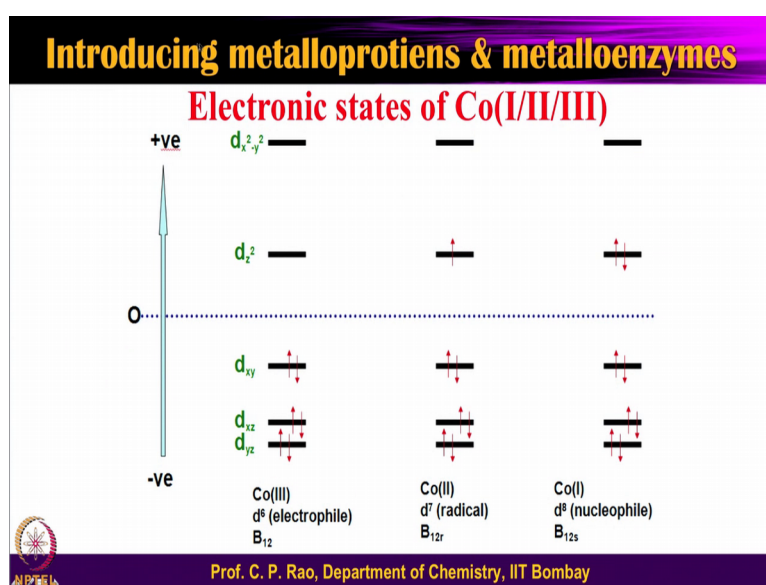 Introducing metalloprotiens & metalloenzymes
Electronic states of Co(I/II/III)
+ve
dx²-y²
dz²
O
dxy
dxz
dyz
-ve
Co(III)
d⁶ (electrophile)
B₁₂
Co(II)
d⁷ (radical)
B₁₂r
Co(I)
d⁸ (nucleophile)
B₁₂s
NPTEL
Prof. C. P. Rao, Department of Chemistry, IIT Bombay